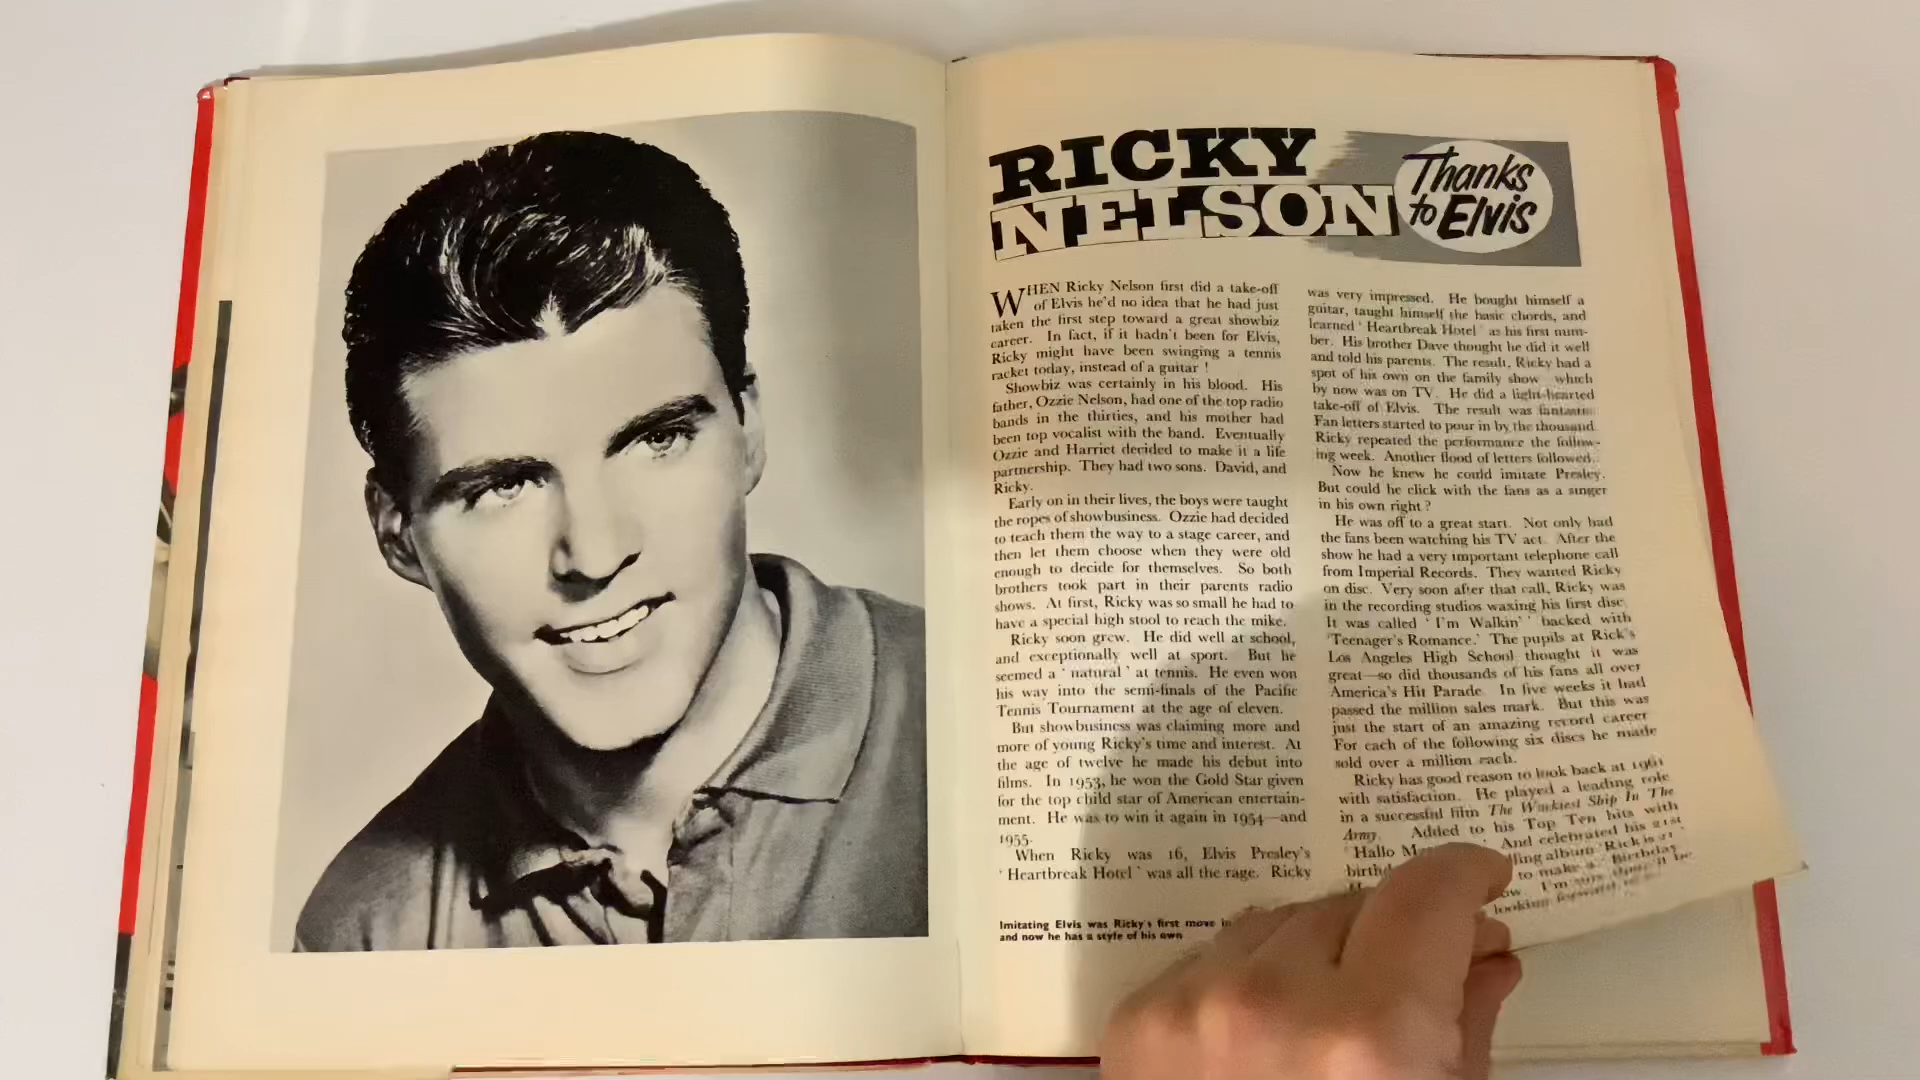 RICKY
NELSON
Thanks
to Elvis
WHEN Ricky Nelson first did a take-off
of Elvis he'd no idea that he had just
taken the first step toward a great showbiz
career. In fact, if it hadn't been for Elvis,
Ricky might have been swinging a tennis
racket today, instead of a guitar !
Showbiz was certainly in his blood. His
father, Ozzie Nelson, had one of the top radio
bands in the thirties, and his mother had
been top vocalist with the band. Eventually
Ozzie and Harriet decided to make it a life
partnership. They had two sons. David, and
Ricky.
Early on in their lives, the boys were taught
the ropes of showbusiness. Ozzie had decided
to teach them the way to a stage career, and
then let them choose when they were old
enough to decide for themselves. So both
brothers took part in their parents radio
shows. At first, Ricky was so small he had to
have a special high stool to reach the mike.
Ricky soon grew. He did well at school,
and exceptionally well at sport. But he
seemed a ' natural ' at tennis. He even won
his way into the semi-finals of the Pacific
Tennis Tournament at the age of eleven.
But showbusiness was claiming more and
more of young Ricky's time and interest. At
the age of twelve he made his debut into
films. In 1953, he won the Gold Star given
for the top child star of American entertain-
ment. He was to win it again in 1954—and
1955.
When Ricky was 16, Elvis Presley's
' Heartbreak Hotel ' was all the rage. Ricky
Imitating Elvis was Ricky's first move in
and now he has a style of his own
was very impressed. He bought himself a
guitar, taught himself the basic chords, and
learned ' Heartbreak Hotel ' as his first num-
ber. His brother Dave thought he did it well
and told his parents. The result, Ricky had a
spot of his own on the family show which
by now was on TV. He did a light-hearted
take-off of Elvis. The result was fantastic.
Fan letters started to pour in by the thousand.
Ricky repeated the performance the follow-
ing week. Another flood of letters followed.
Now he knew he could imitate Presley.
But could he click with the fans as a singer
in his own right ?
He was off to a great start. Not only had
the fans been watching his TV act. After the
show he had a very important telephone call
from Imperial Records. They wanted Ricky
on disc. Very soon after that call, Ricky was
in the recording studios waxing his first disc.
It was called ' I'm Walkin' ' backed with
'Teenager's Romance.' The pupils at Rick's
Los Angeles High School thought it was
great—so did thousands of his fans all over
America's Hit Parade. In five weeks it had
passed the million sales mark. But this was
just the start of an amazing record career
For each of the following six discs he made
sold over a million each.
Ricky has good reason to look back at 1961
with satisfaction. He played a leading role
in a successful film The Wackiest Ship In The
Army. Added to his Top Ten hits with
'Hallo And celebrated his 21st
album 'Rick is 21'
to make a Birthday
I'm
looking forward